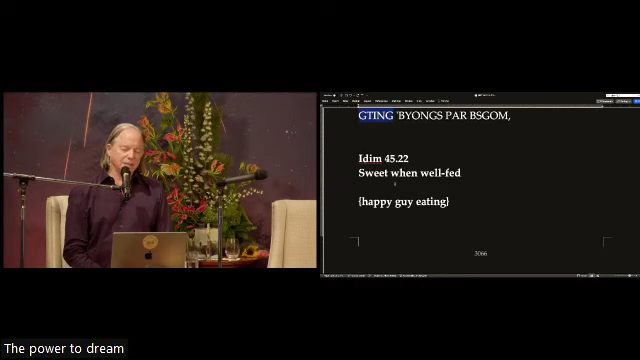 GTING 'BYONGS PAR BSGOM,
Idim 45.22
Sweet when well-fed
{happy guy eating}
3066
The power to dream